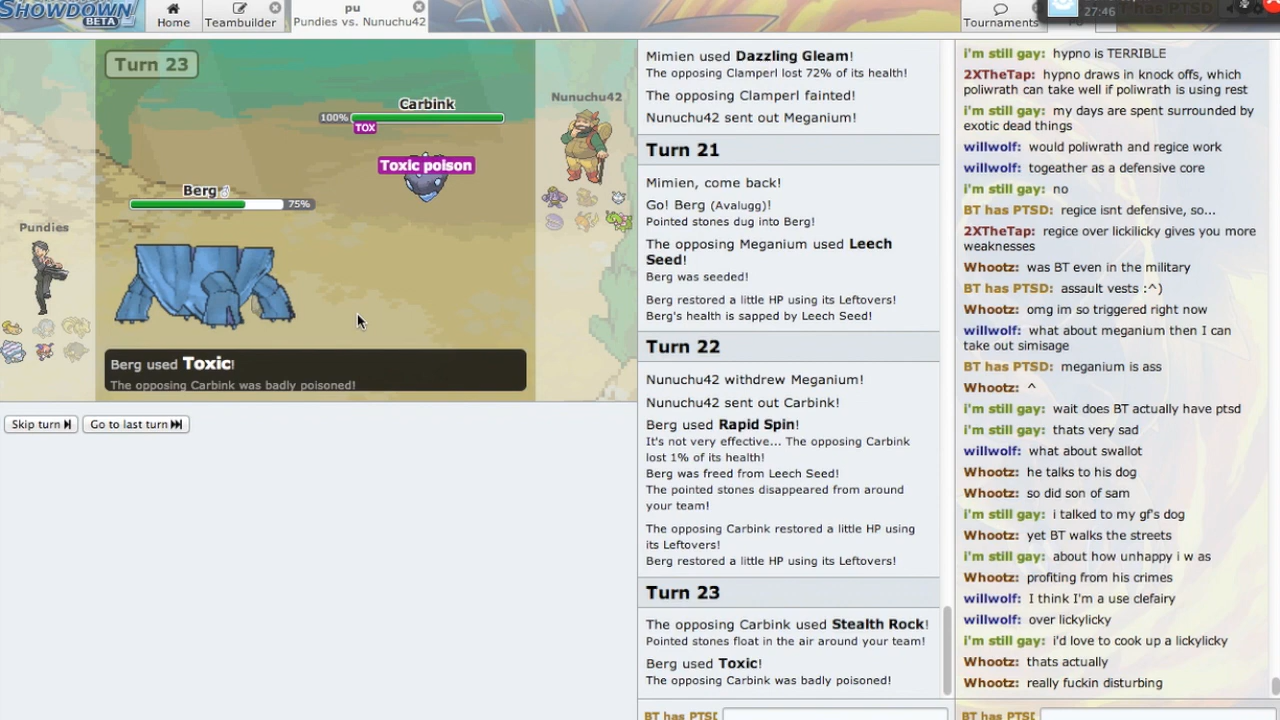 SHOWDOWN
BETA
Home
Teambuilder
pu
Pundies vs. Nunuchu42
Tournaments
27:46
has PTSD
Turn 23
Carbink
100%
TOX
Toxic poison
Berg
75%
Pundies
Nunuchu42
Berg used Toxic!
The opposing Carbink was badly poisoned!
Skip turn
Go to last turn
Mimien used Dazzling Gleam!
The opposing Clamperl lost 72% of its health!
The opposing Clamperl fainted!
Nunuchu42 sent out Meganium!
Turn 21
Mimien, come back!
Go! Berg (Avalugg)!
Pointed stones dug into Berg!
The opposing Meganium used Leech
Seed!
Berg was seeded!
Berg restored a little HP using its Leftovers!
Berg's health is sapped by Leech Seed!
Turn 22
Nunuchu42 withdrew Meganium!
Nunuchu42 sent out Carbink!
Berg used Rapid Spin!
It's not very effective... The opposing Carbink
lost 1% of its health!
Berg was freed from Leech Seed!
The pointed stones disappeared from around
your team!
The opposing Carbink restored a little HP using
its Leftovers!
Berg restored a little HP using its Leftovers!
Turn 23
The opposing Carbink used Stealth Rock!
Pointed stones float in the air around your team!
Berg used Toxic!
The opposing Carbink was badly poisoned!
BT has PTSD
i'm still gay: hypno is TERRIBLE
2XTheTap: hypno draws in knock offs, which
poliwrath can take well if poliwrath is using rest
i'm still gay: my days are spent surrounded by
exotic dead things
willwolf: would poliwrath and regice work
willwolf: togeather as a defensive core
i'm still gay: no
BT has PTSD: regice isnt defensive, so...
2XTheTap: regice over lickilicky gives you more
weaknesses
Whootz: was BT even in the military
BT has PTSD: assault vests :^)
Whootz: omg im so triggered right now
willwolf: what about meganium then I can
take out simisage
BT has PTSD: meganium is ass
Whootz: ^
i'm still gay: wait does BT actually have ptsd
i'm still gay: thats very sad
willwolf: what about swallot
Whootz: he talks to his dog
Whootz: so did son of sam
i'm still gay: i talked to my gf's dog
Whootz: yet BT walks the streets
i'm still gay: about how unhappy i w as
Whootz: profiting from his crimes
willwolf: I think I'm a use clefairy
willwolf: over lickylicky
i'm still gay: i'd love to cook up a lickylicky
Whootz: thats actually
Whootz: really fuckin disturbing
BT has PTSD